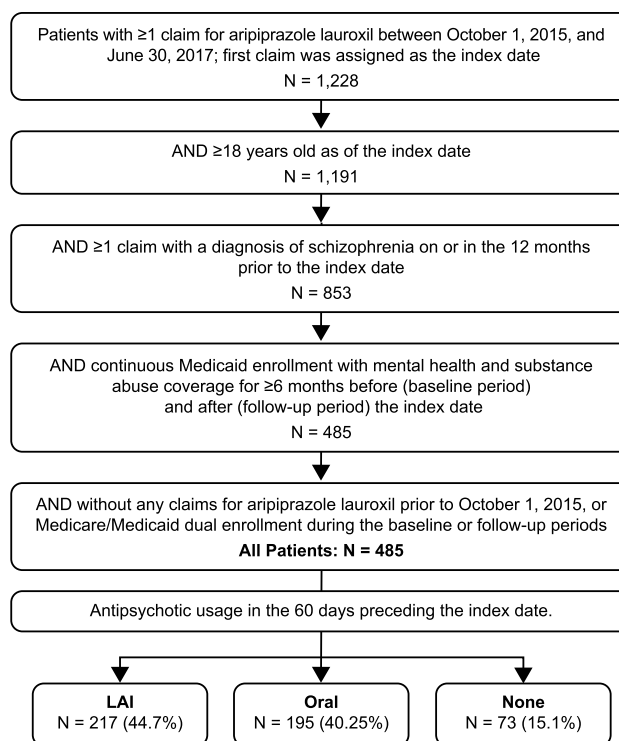 Patients with ≥1 claim for aripiprazole lauroxil between October 1, 2015, and
June 30, 2017; first claim was assigned as the index date
N = 1,228
AND ≥18 years old as of the index date
N = 1,191
AND ≥1 claim with a diagnosis of schizophrenia on or in the 12 months
prior to the index date
N = 853
AND continuous Medicaid enrollment with mental health and substance
abuse coverage for ≥6 months before (baseline period)
and after (follow-up period) the index date
N = 485
AND without any claims for aripiprazole lauroxil prior to October 1, 2015, or
Medicare/Medicaid dual enrollment during the baseline or follow-up periods
All Patients: N = 485
Antipsychotic usage in the 60 days preceding the index date.
LAI
N = 217 (44.7%)
Oral
N = 195 (40.25%)
None
N = 73 (15.1%)